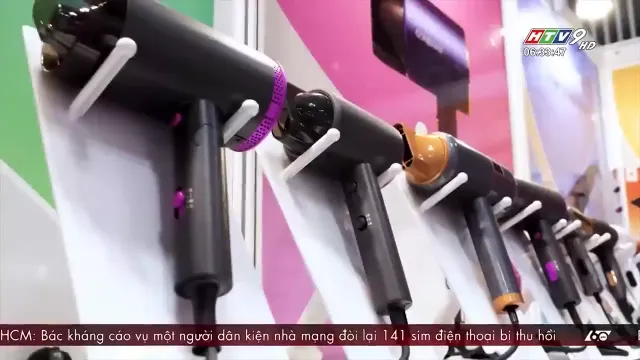 HTV9 HD
06:33:47
HCM: Bác kháng cáo vụ một người dân kiện nhà mạng đòi lại 141 sim điện thoại bị thu hồi